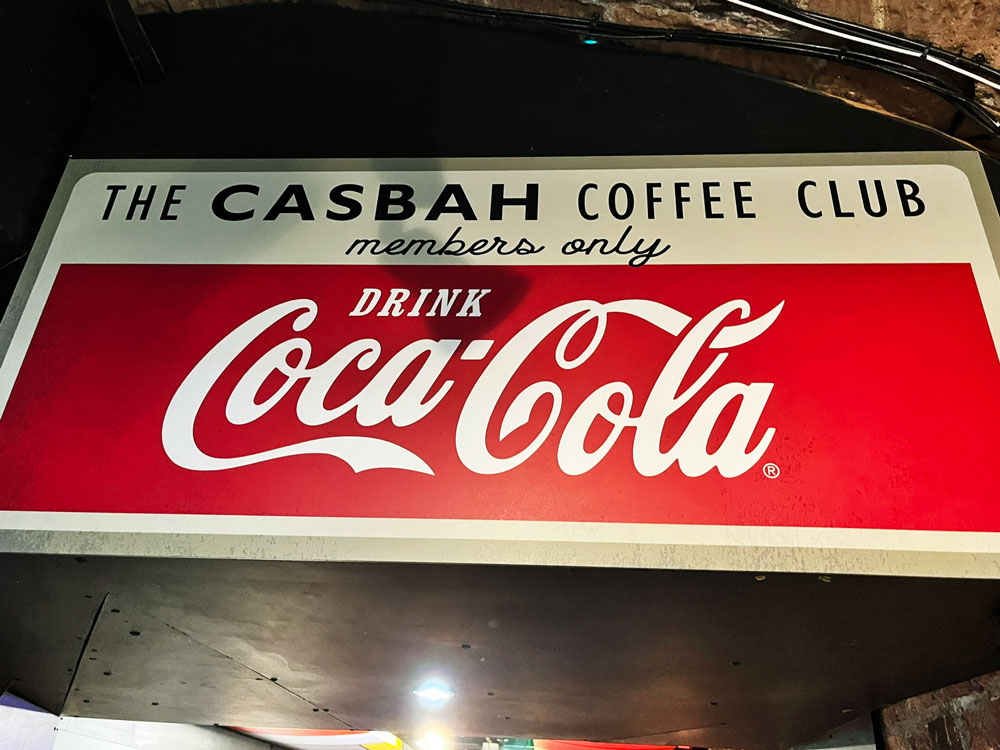 THE CASBAH COFFEE CLUB
members only
DRINK
Coca-Cola®